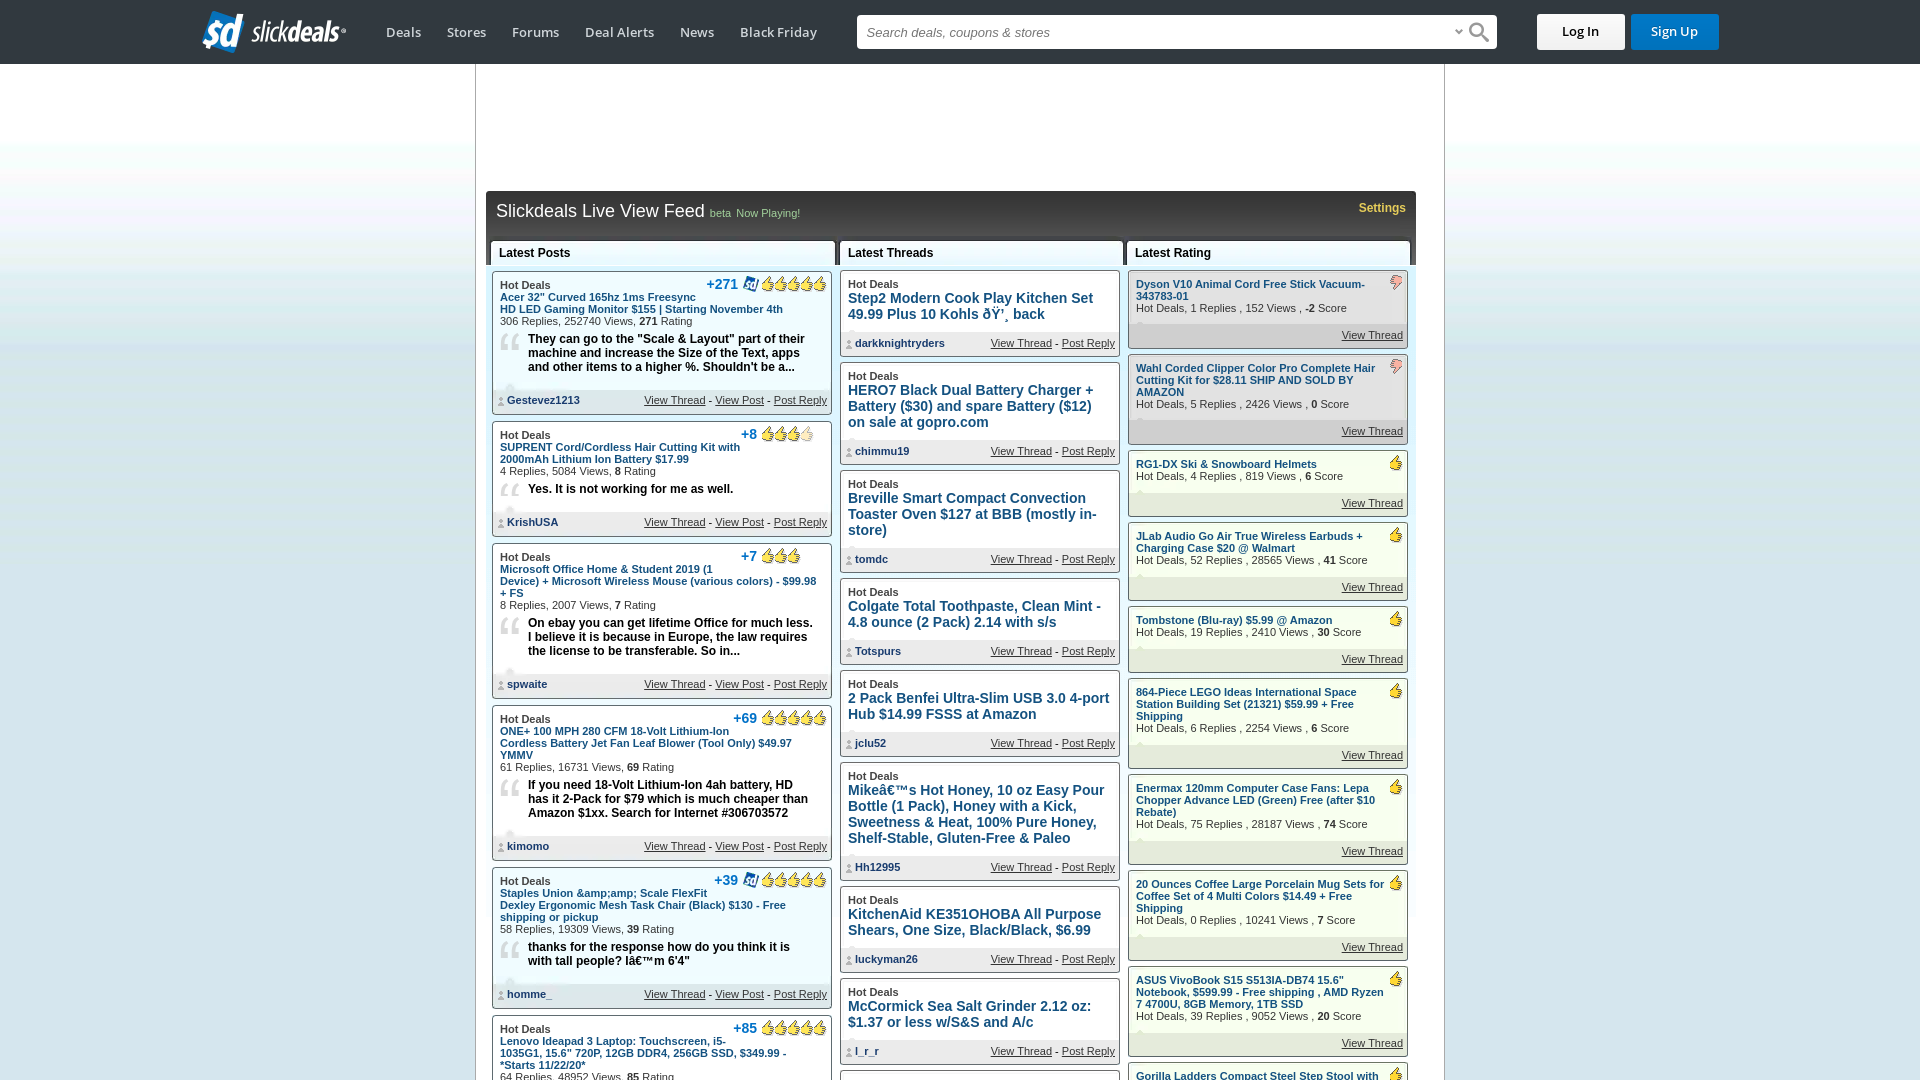 slickdeals
Deals
Stores
Forums
Deal Alerts
News
Black Friday
Search deals, coupons & stores
Log In
Sign Up
Slickdeals Live View Feed beta Now Playing!
Settings
Latest Posts
Hot Deals
+271
Acer 32" Curved 165hz 1ms Freesync
HD LED Gaming Monitor $155 | Starting November 4th
306 Replies, 252740 Views, 271 Rating
They can go to the "Scale & Layout" part of their
machine and increase the Size of the Text, apps
and other items to a higher %. Shouldn't be a...
Gestevez1213
View Thread - View Post - Post Reply
Hot Deals
+8
SUPRENT Cord/Cordless Hair Cutting Kit with
2000mAh Lithium Ion Battery $17.99
4 Replies, 5084 Views, 8 Rating
Yes. It is not working for me as well.
KrishUSA
View Thread - View Post - Post Reply
Hot Deals
+7
Microsoft Office Home & Student 2019 (1
Device) + Microsoft Wireless Mouse (various colors) - $99.98
+ FS
8 Replies, 2007 Views, 7 Rating
On ebay you can get lifetime Office for much less.
I believe it is because in Europe, the law requires
the license to be transferable. So in...
spwaite
View Thread - View Post - Post Reply
Hot Deals
+69
ONE+ 100 MPH 280 CFM 18-Volt Lithium-Ion
Cordless Battery Jet Fan Leaf Blower (Tool Only) $49.97
YMMV
61 Replies, 16731 Views, 69 Rating
If you need 18-Volt Lithium-Ion 4ah battery, HD
has it 2-Pack for $79 which is much cheaper than
Amazon $1xx. Search for Internet #306703572
kimomo
View Thread - View Post - Post Reply
Hot Deals
+39
Staples Union &amp;amp; Scale FlexFit
Dexley Ergonomic Mesh Task Chair (Black) $130 - Free
shipping or pickup
58 Replies, 19309 Views, 39 Rating
thanks for the response how do you think it is
with tall people? Iâ€™m 6'4"
homme_
View Thread - View Post - Post Reply
Hot Deals
+85
Lenovo Ideapad 3 Laptop: Touchscreen, i5-
1035G1, 15.6" 720P, 12GB DDR4, 256GB SSD, $349.99 -
*Starts 11/22/20*
64 Replies, 48952 Views, 85 Rating
Latest Threads
Hot Deals
Step2 Modern Cook Play Kitchen Set
49.99 Plus 10 Kohls ðŸ’¸ back
darkknightryders
View Thread - Post Reply
Hot Deals
HERO7 Black Dual Battery Charger +
Battery ($30) and spare Battery ($12)
on sale at gopro.com
chimmu19
View Thread - Post Reply
Hot Deals
Breville Smart Compact Convection
Toaster Oven $127 at BBB (mostly in-
store)
tomdc
View Thread - Post Reply
Hot Deals
Colgate Total Toothpaste, Clean Mint -
4.8 ounce (2 Pack) 2.14 with s/s
Totspurs
View Thread - Post Reply
Hot Deals
2 Pack Benfei Ultra-Slim USB 3.0 4-port
Hub $14.99 FSSS at Amazon
jclu52
View Thread - Post Reply
Hot Deals
Mikeâ€™s Hot Honey, 10 oz Easy Pour
Bottle (1 Pack), Honey with a Kick,
Sweetness & Heat, 100% Pure Honey,
Shelf-Stable, Gluten-Free & Paleo
Hh12995
View Thread - Post Reply
Hot Deals
KitchenAid KE351OHOBA All Purpose
Shears, One Size, Black/Black, $6.99
luckyman26
View Thread - Post Reply
Hot Deals
McCormick Sea Salt Grinder 2.12 oz:
$1.37 or less w/S&S and A/c
l_r_r
View Thread - Post Reply
Latest Rating
Dyson V10 Animal Cord Free Stick Vacuum-
343783-01
Hot Deals, 1 Replies , 152 Views , -2 Score
View Thread
Wahl Corded Clipper Color Pro Complete Hair
Cutting Kit for $28.11 SHIP AND SOLD BY
AMAZON
Hot Deals, 5 Replies , 2426 Views , 0 Score
View Thread
RG1-DX Ski & Snowboard Helmets
Hot Deals, 4 Replies , 819 Views , 6 Score
View Thread
JLab Audio Go Air True Wireless Earbuds +
Charging Case $20 @ Walmart
Hot Deals, 52 Replies , 28565 Views , 41 Score
View Thread
Tombstone (Blu-ray) $5.99 @ Amazon
Hot Deals, 19 Replies , 2410 Views , 30 Score
View Thread
864-Piece LEGO Ideas International Space
Station Building Set (21321) $59.99 + Free
Shipping
Hot Deals, 6 Replies , 2254 Views , 6 Score
View Thread
Enermax 120mm Computer Case Fans: Lepa
Chopper Advance LED (Green) Free (after $10
Rebate)
Hot Deals, 75 Replies , 28187 Views , 74 Score
View Thread
20 Ounces Coffee Large Porcelain Mug Sets for
Coffee Set of 4 Multi Colors $14.49 + Free
Shipping
Hot Deals, 0 Replies , 10241 Views , 7 Score
View Thread
ASUS VivoBook S15 S513IA-DB74 15.6"
Notebook, $599.99 - Free shipping , AMD Ryzen
7 4700U, 8GB Memory, 1TB SSD
Hot Deals, 39 Replies , 9052 Views , 20 Score
View Thread
Gorilla Ladders Compact Steel Step Stool with